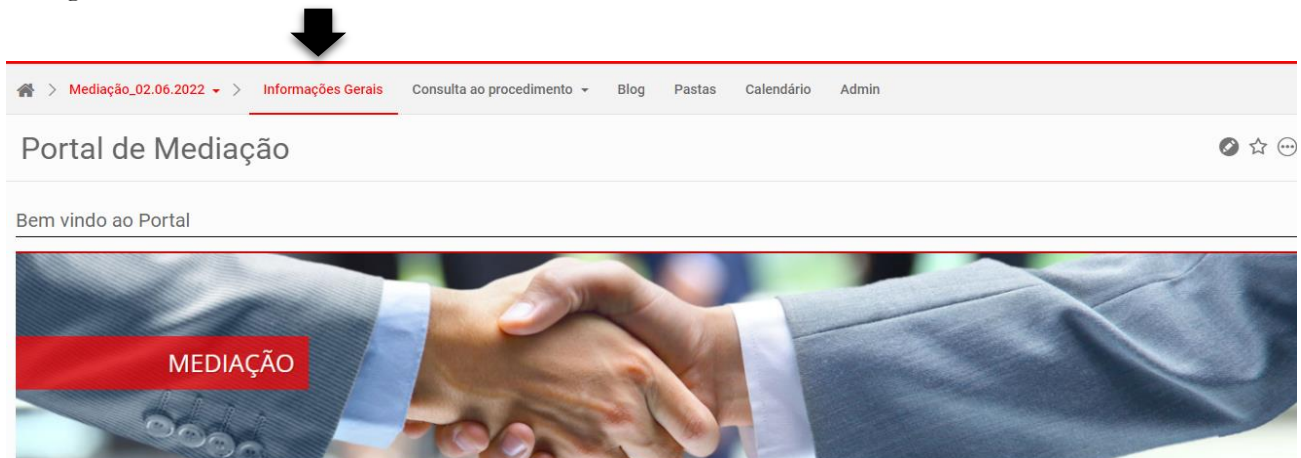 Mediação_02.06.2022 Informações Gerais Consulta ao procedimento Blog Pastas Calendário Admin
Portal de Mediação
Bem vindo ao Portal
MEDIAÇÃO